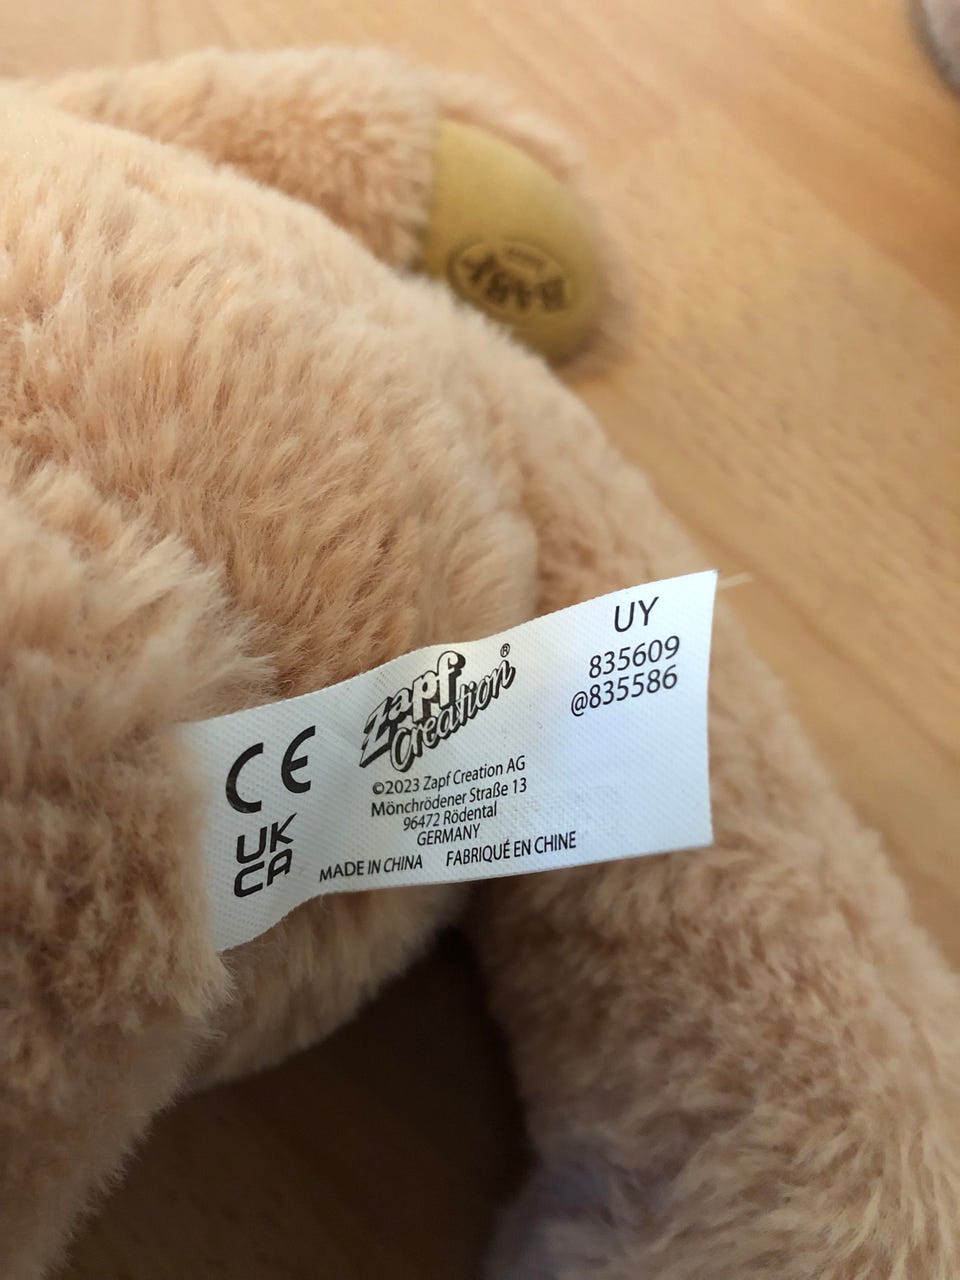 CE
UK
CA
Zapf
Creation®
©2023 Zapf Creation AG
Mönchrödener Straße 13
96472 Rödental
GERMANY
MADE IN CHINA FABRIQUÉ EN CHINE
UY
835609
@835586
BABY